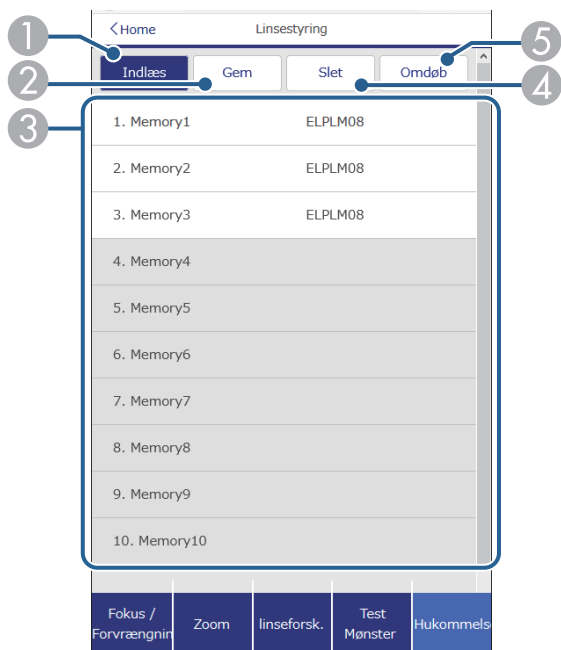 <Home Linsestyring
1 2 3 4 5
Indlæs Gem Slet Omdøb
1. Memory1 ELPLM08
2. Memory2 ELPLM08
3. Memory3 ELPLM08
4. Memory4
5. Memory5
6. Memory6
7. Memory7
8. Memory8
9. Memory9
10. Memory10
Fokus / Forvrængnin
Zoom
linseforsk.
Test
Mønster
Hukommels